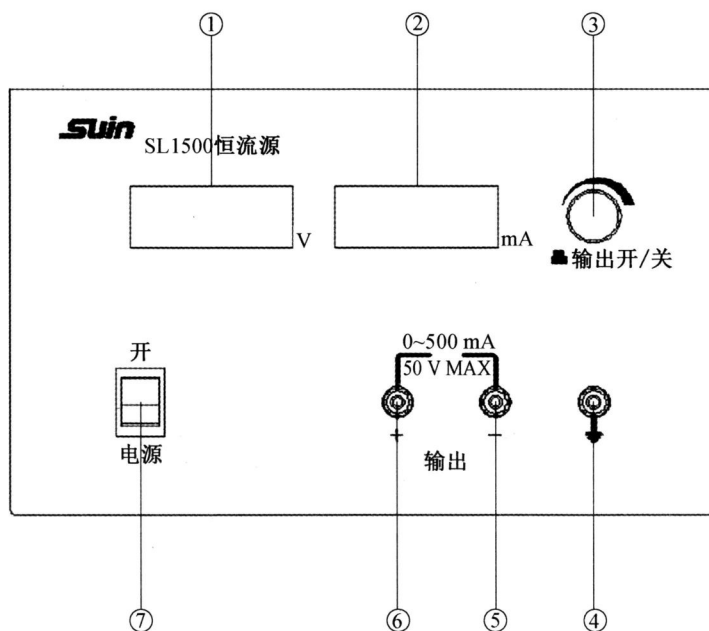 ① ② ③
Suin
SL1500恒流源
V
mA
输出开/关
开
0~500 mA
50 V MAX
电源
+
−
输出
⑦ ⑥ ⑤ ④